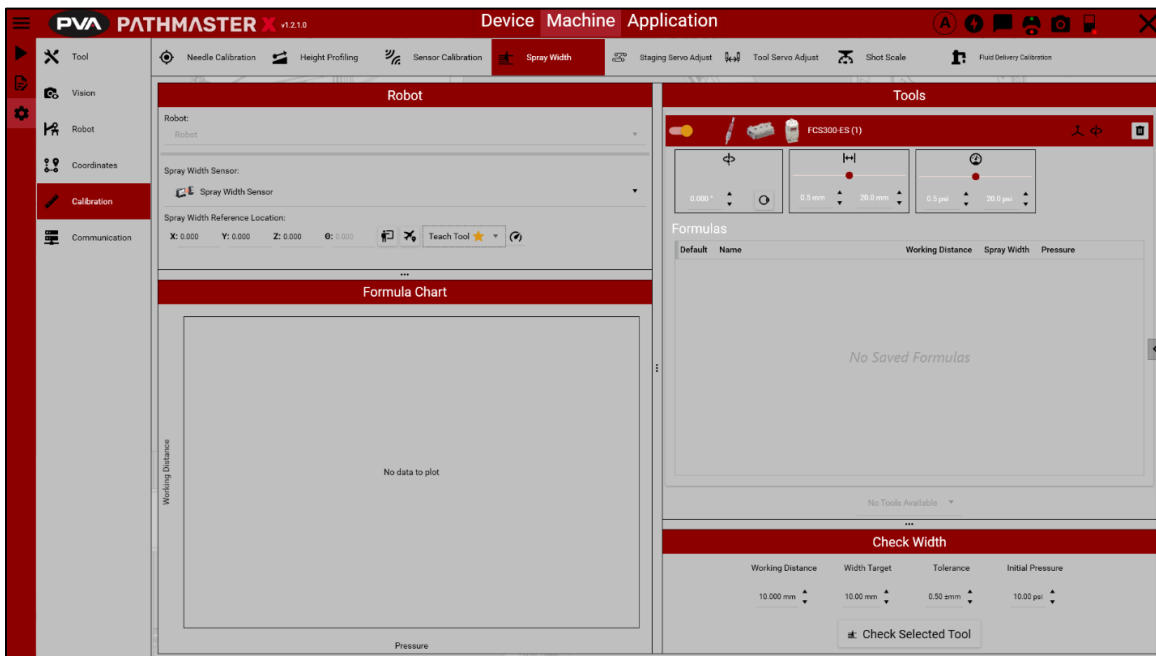 PVA PATHMASTER X v1.2.1.0
Device Machine Application
A
Tool
Vision
Robot
Coordinates
Calibration
Communication
Needle Calibration Height Profiling Sensor Calibration Spray Width Staging Servo Adjust Tool Servo Adjust Shot Scale Fluid Delivery Calibration
Robot
Robot:
Robot
Spray Width Sensor:
Spray Width Sensor
Spray Width Reference Location:
X: 0.000 Y: 0.000 Z: 0.000 θ: 0.000 Teach Tool
Formula Chart
Working Distance
No data to plot
Pressure
Tools
FCS300-ES (1)
0.000 ° 0.5 mm 20.0 mm 0.5 psi 20.0 psi
Formulas
Default Name Working Distance Spray Width Pressure
No Saved Formulas
No Tools Available
Check Width
Working Distance Width Target Tolerance Initial Pressure
10.000 mm 10.00 mm 0.50 ±mm 10.00 psi
Check Selected Tool